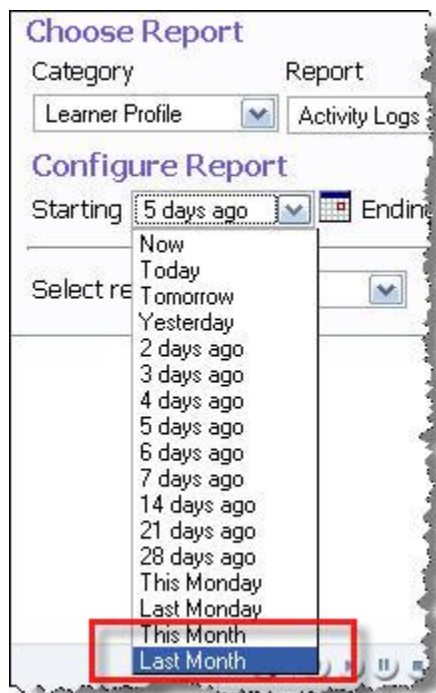 Choose Report
Category Report
Learner Profile Activity Logs
Configure Report
Starting 5 days ago
Now
Today
Tomorrow
Yesterday
2 days ago
3 days ago
4 days ago
5 days ago
6 days ago
7 days ago
14 days ago
21 days ago
28 days ago
This Monday
Last Monday
This Month
Last Month
Select